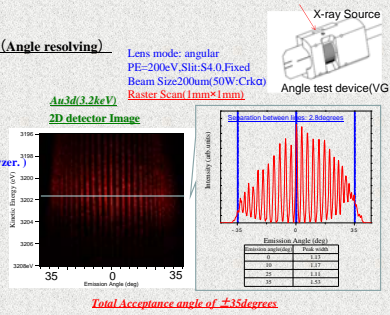 X-ray Source
（Angle resolving）
Lens mode: angular
PE=200eV,Slit:S4.0,Fixed
Beam Size200um(50W:Crkα)
Raster Scan(1mm×1mm)
Angle test device(VG
Au3d(3.2keV)
2D detector Image
yzer. )
3196
3198
3200
3202
3204
3206
3208eV
Kinetic Energy (eV)
35 0 35
Emission Angle (deg)
Separation between lines: 2.8degrees
Intensity (arb.units)
-35 0 35
Emission Angle (deg)
Emission angle(deg) Peak width
0 1.13
10 1.17
25 1.11
35 1.53
Total Acceptance angle of ±35degrees